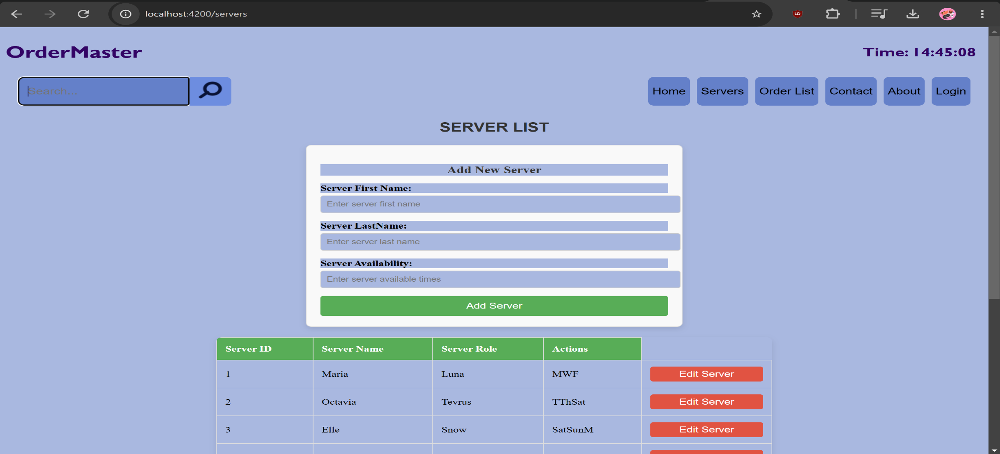 localhost:4200/servers
OrderMaster
Time: 14:45:08
Search...
Home Servers Order List Contact About Login
SERVER LIST
Add New Server
Server First Name:
Enter server first name
Server LastName:
Enter server last name
Server Availability:
Enter server available times
Add Server
Server ID Server Name Server Role Actions
1 Maria Luna MWF Edit Server
2 Octavia Tevrus TThSat Edit Server
3 Elle Snow SatSunM Edit Server